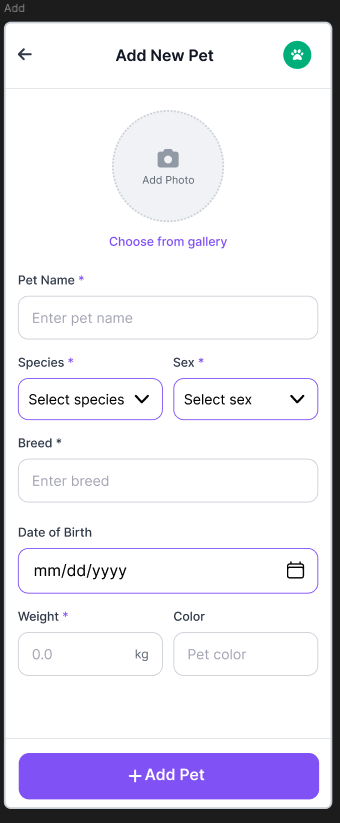 Add
Add New Pet
Add Photo
Choose from gallery
Pet Name *
Enter pet name
Species * Sex *
Select species Select sex
Breed *
Enter breed
Date of Birth
mm/dd/yyyy
Weight * Color
0.0 kg Pet color
+ Add Pet